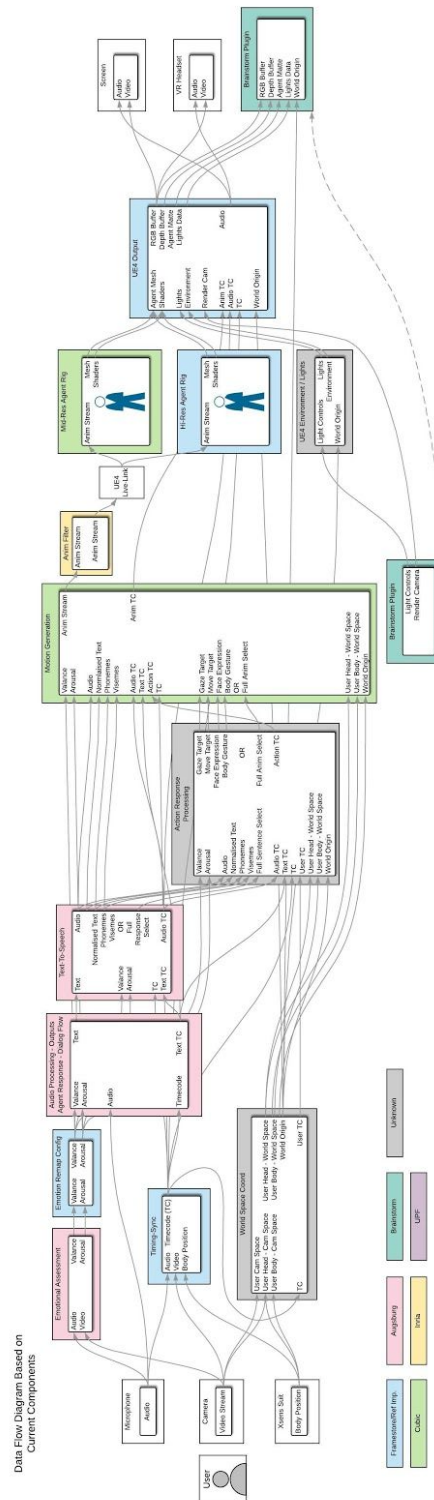 Data Flow Diagram Based on
Current Components
User
Microphone
Audio
Camera
Video Stream
Xsens Suit
Body Position
Emotional Assessment
Audio
Video
Valance
Arousal
Emotion Remap Config
Valance
Arousal
Valance
Arousal
Timing-Sync
Audio
Video
Body Position
Timecode (TC)
World Space Coord
User Cam Space
User Head - Cam Space
User Body - Cam Space
TC
User Head - World Space
User Body - World Space
World Origin
User TC
Audio Processing - Outputs
Agent Response - Dialog Flow
Valance
Arousal
Audio
Timecode
Text
Text TC
Text-To-Speech
Text
Valance
Arousal
TC
Text TC
Audio
Normalised Text
Phonemes
Visemes
OR
Full
Response
Select
Audio TC
Action Response
Processing
Valance
Arousal
Audio
Normalised Text
Phonemes
Visemes
Full Sentence Select
Audio TC
Text TC
TC
User TC
User Head - World Space
User Body - World Space
World Origin
Gaze Target
Move Target
Face Expression
Body Gesture
OR
Full Anim Select
Action TC
Motion Generation
Valance
Arousal
Audio
Normalised Text
Phonemes
Visemes
Audio TC
Text TC
Action TC
TC
Gaze Target
Move Target
Face Expression
Body Gesture
OR
Full Anim Select
User Head - World Space
User Body - World Space
World Origin
Anim Stream
Anim TC
Anim Filter
Anim Stream
Anim Stream
UE4
Live Link
Mid-Res Agent Rig
Anim Stream
Mesh
Shaders
Hi-Res Agent Rig
Anim Stream
Mesh
Shaders
UE4 Environment / Lights
Light Controls
World Origin
Lights
Environment
Brainstorm Plugin
Light Controls
Render Camera
UE4 Output
Agent Mesh
Shaders
Lights
Environment
Render Cam
Anim TC
Audio TC
TC
World Origin
RGB Buffer
Depth Buffer
Agent Matte
Lights Data
Audio
Screen
Audio
Video
VR Headset
Audio
Video
Brainstorm Plugin
RGB Buffer
Depth Buffer
Agent Matte
Lights Data
World Origin
Framestore/Ref Imp.
Augsburg
Brainstorm
Unknown
Cubic
Inria
UPF